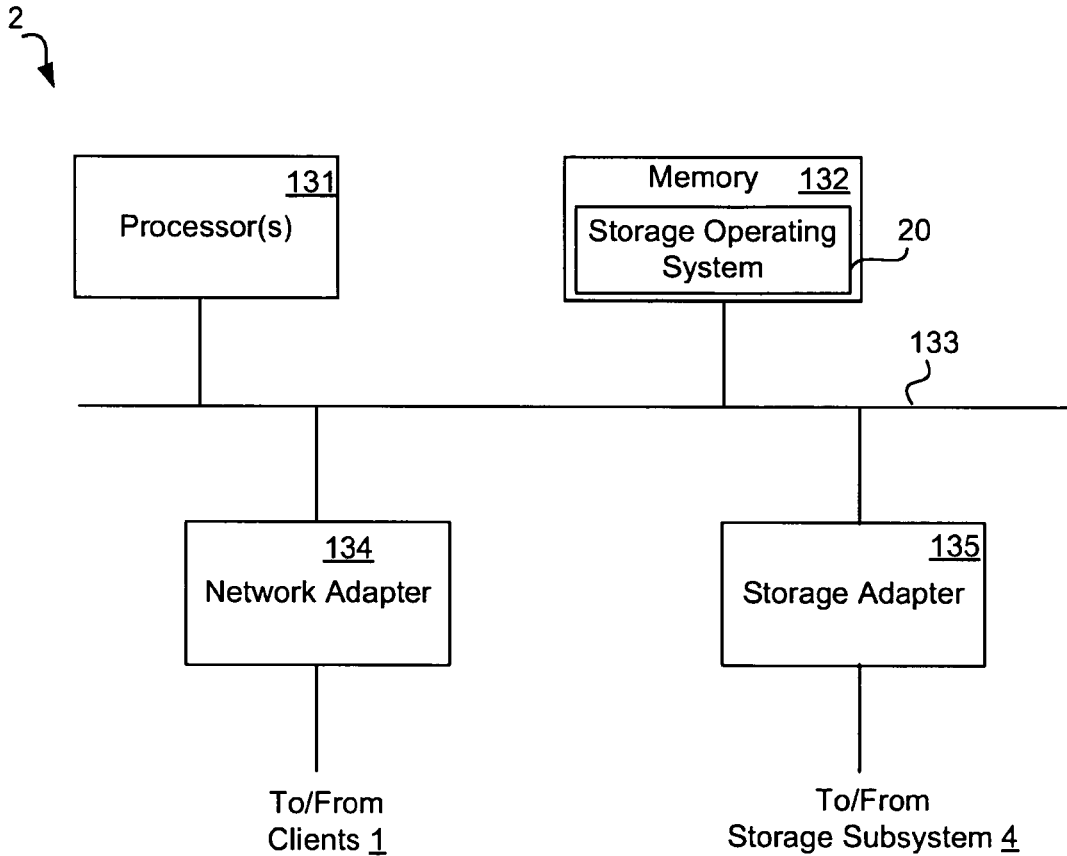 2
131
Processor(s)
Memory 132
Storage Operating
System
20
133
134
Network Adapter
135
Storage Adapter
To/From
Clients 1
To/From
Storage Subsystem 4